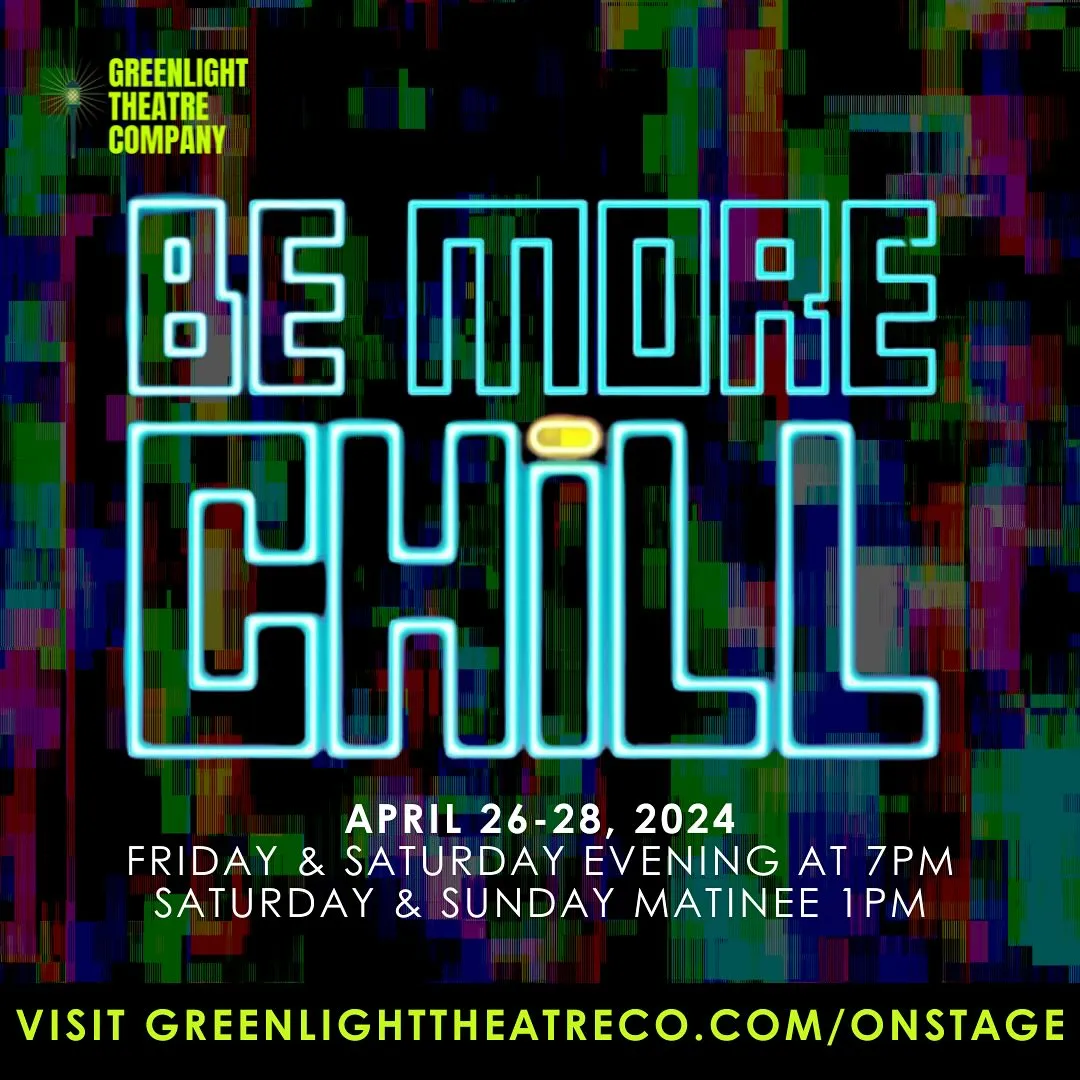 GREENLIGHT
THEATRE
COMPANY
BE MORE
CHiLL
APRIL 26-28, 2024
FRIDAY & SATURDAY EVENING AT 7PM
SATURDAY & SUNDAY MATINEE 1PM
VISIT GREENLIGHTTHEATRECO.COM/ONSTAGE